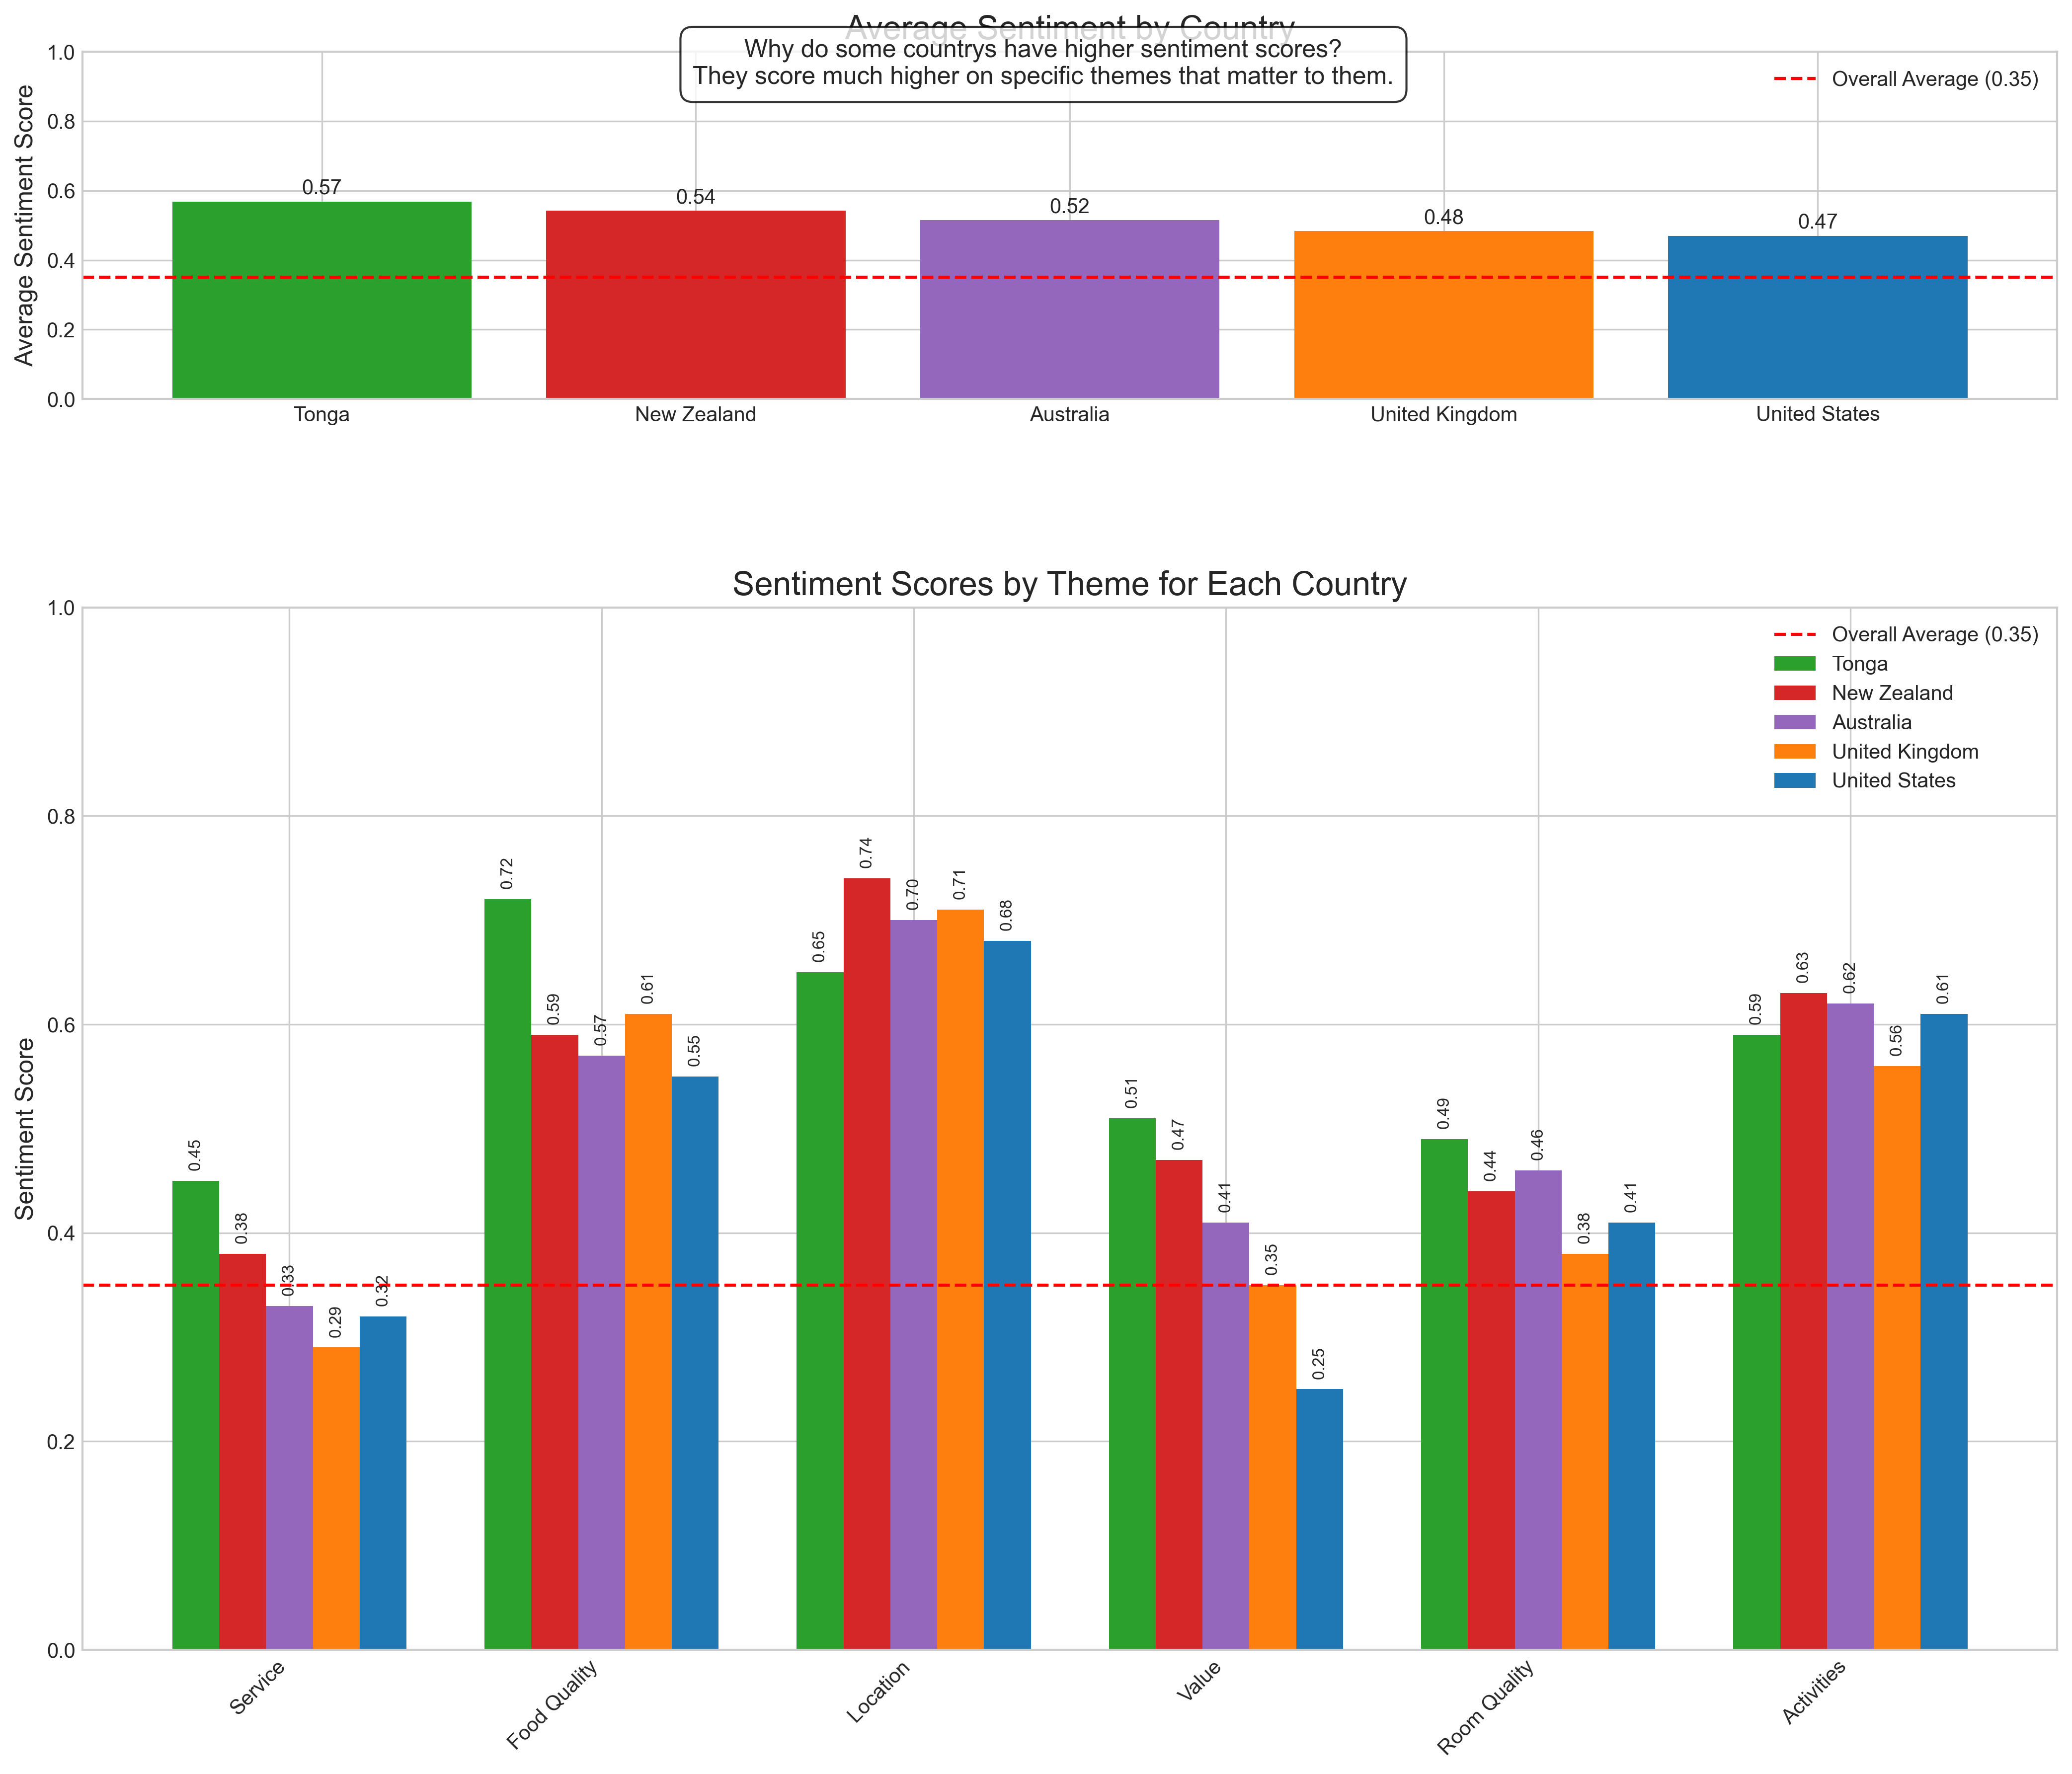 Average Sentiment by Country
Why do some countrys have higher sentiment scores?
They score much higher on specific themes that matter to them.
Overall Average (0.35)
Average Sentiment Score
1.0
0.8
0.6
0.4
0.2
0.0
0.57
0.54
0.52
0.48
0.47
Tonga
New Zealand
Australia
United Kingdom
United States
Sentiment Scores by Theme for Each Country
Overall Average (0.35)
Tonga
New Zealand
Australia
United Kingdom
United States
Sentiment Score
1.0
0.8
0.6
0.4
0.2
0.0
0.45
0.38
0.33
0.29
0.32
0.72
0.59
0.57
0.61
0.55
0.65
0.74
0.70
0.71
0.68
0.51
0.47
0.41
0.35
0.25
0.49
0.44
0.46
0.38
0.41
0.59
0.63
0.62
0.56
0.61
Service
Food Quality
Location
Value
Room Quality
Activities